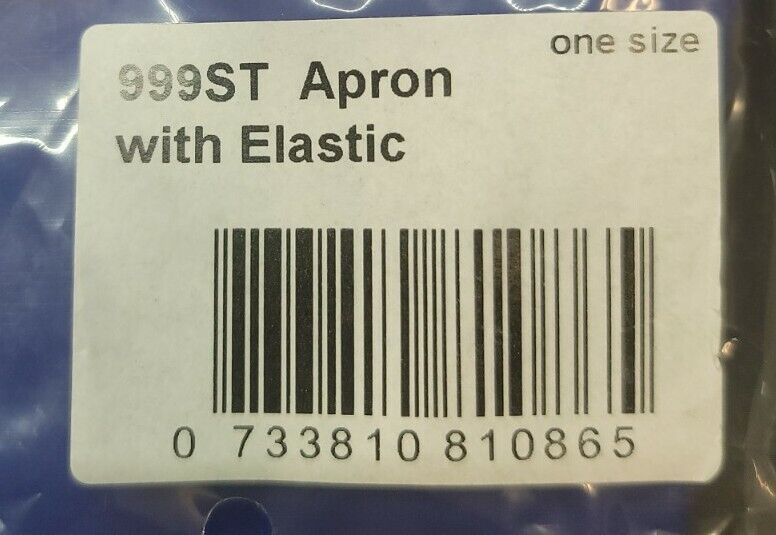 one size
999ST Apron
with Elastic
0 733810 810865